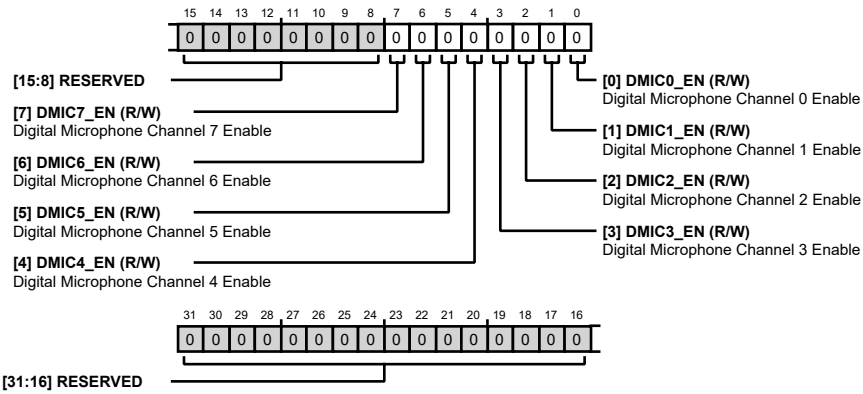 15 14 13 12 11 10 9 8 7 6 5 4 3 2 1 0
0 0 0 0 0 0 0 0 0 0 0 0 0 0 0 0
[15:8] RESERVED
[7] DMIC7_EN (R/W)
Digital Microphone Channel 7 Enable
[6] DMIC6_EN (R/W)
Digital Microphone Channel 6 Enable
[5] DMIC5_EN (R/W)
Digital Microphone Channel 5 Enable
[4] DMIC4_EN (R/W)
Digital Microphone Channel 4 Enable
[0] DMIC0_EN (R/W)
Digital Microphone Channel 0 Enable
[1] DMIC1_EN (R/W)
Digital Microphone Channel 1 Enable
[2] DMIC2_EN (R/W)
Digital Microphone Channel 2 Enable
[3] DMIC3_EN (R/W)
Digital Microphone Channel 3 Enable
31 30 29 28 27 26 25 24 23 22 21 20 19 18 17 16
0 0 0 0 0 0 0 0 0 0 0 0 0 0 0 0
[31:16] RESERVED